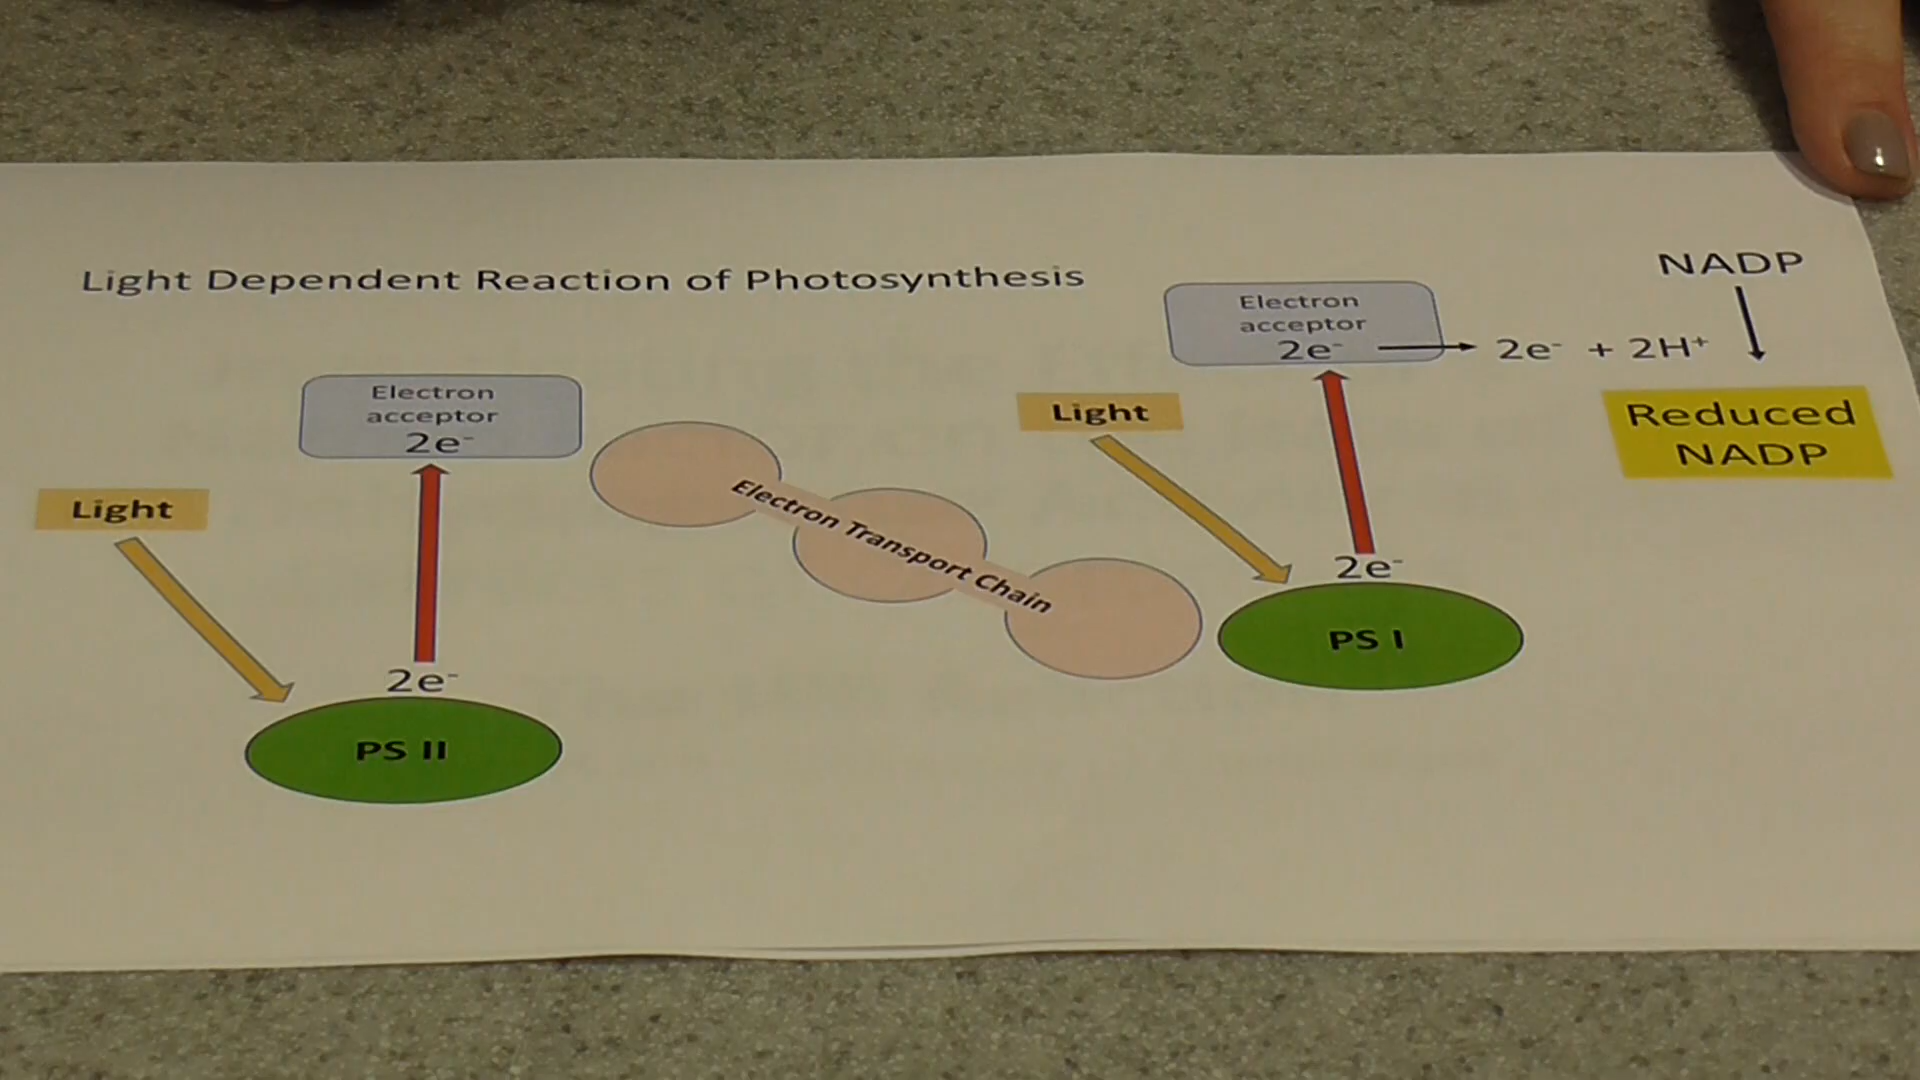 Light Dependent Reaction of Photosynthesis
Electron
acceptor
2e⁻
Light
2e⁻
PS II
Electron Transport Chain
Light
Electron
acceptor
2e⁻
2e⁻ + 2H⁺
NADP
Reduced
NADP
2e⁻
PS I